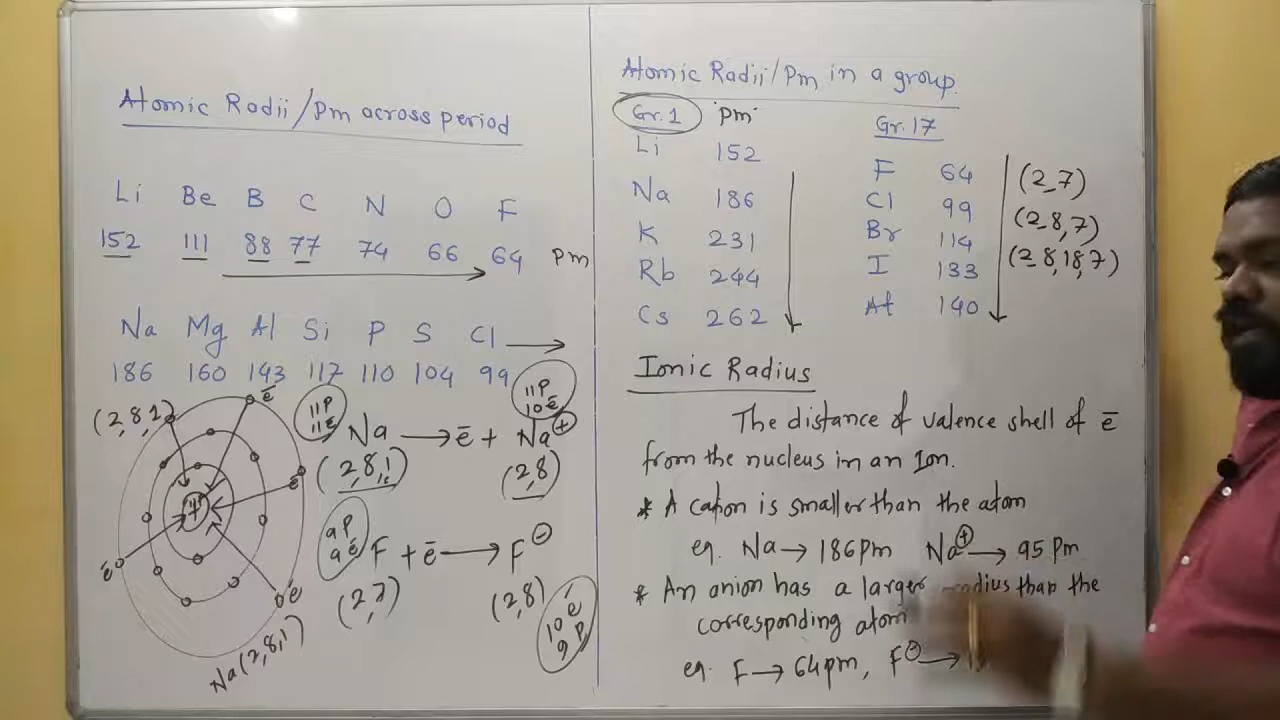 Atomic Radii/Pm across period
Li Be B C N O F
152 111 88 77 74 66 64 Pm
Na Mg Al Si P S Cl
186 160 143 117 110 104 99
(2,8,1)
ē
ē
ē
ē
Na(2,8,1)
11P
11ē
11P
10ē
Na → ē + Na⊕
(2,8,1) (2,8)
9P
9ē
F + ē → F⊖
(2,7) (2,8)
10 ē
9 P
Atomic Radii/Pm in a group.
Gr.1 Pm
Li 152
Na 186
K 231
Rb 244
Cs 262
Gr.17
F 64 (2,7)
Cl 99 (2,8,7)
Br 114 (2,8,18,7)
I 133
At 140
Ionic Radius
The distance of valence shell of ē
from the nucleus in an Ion.
* A cation is smaller than the atom
eg. Na → 186Pm Na⊕ → 95 Pm
* An anion has a larger radius than the
corresponding atom
eg. F → 64pm, F⊖ →